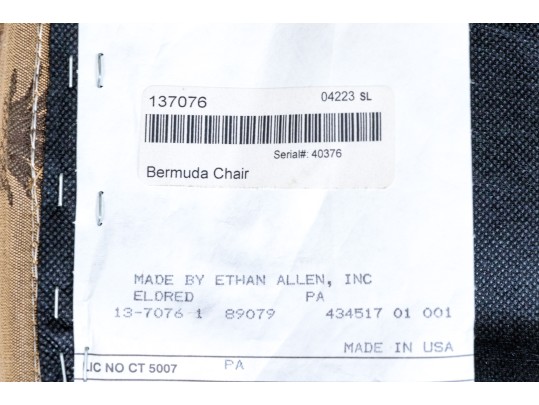 137076 04223 SL
Serial#: 40376
Bermuda Chair
MADE BY ETHAN ALLEN, INC
ELDRED PA
13-7076 1 89079 434517 01 001
MADE IN USA
LIC NO CT 5007 PA